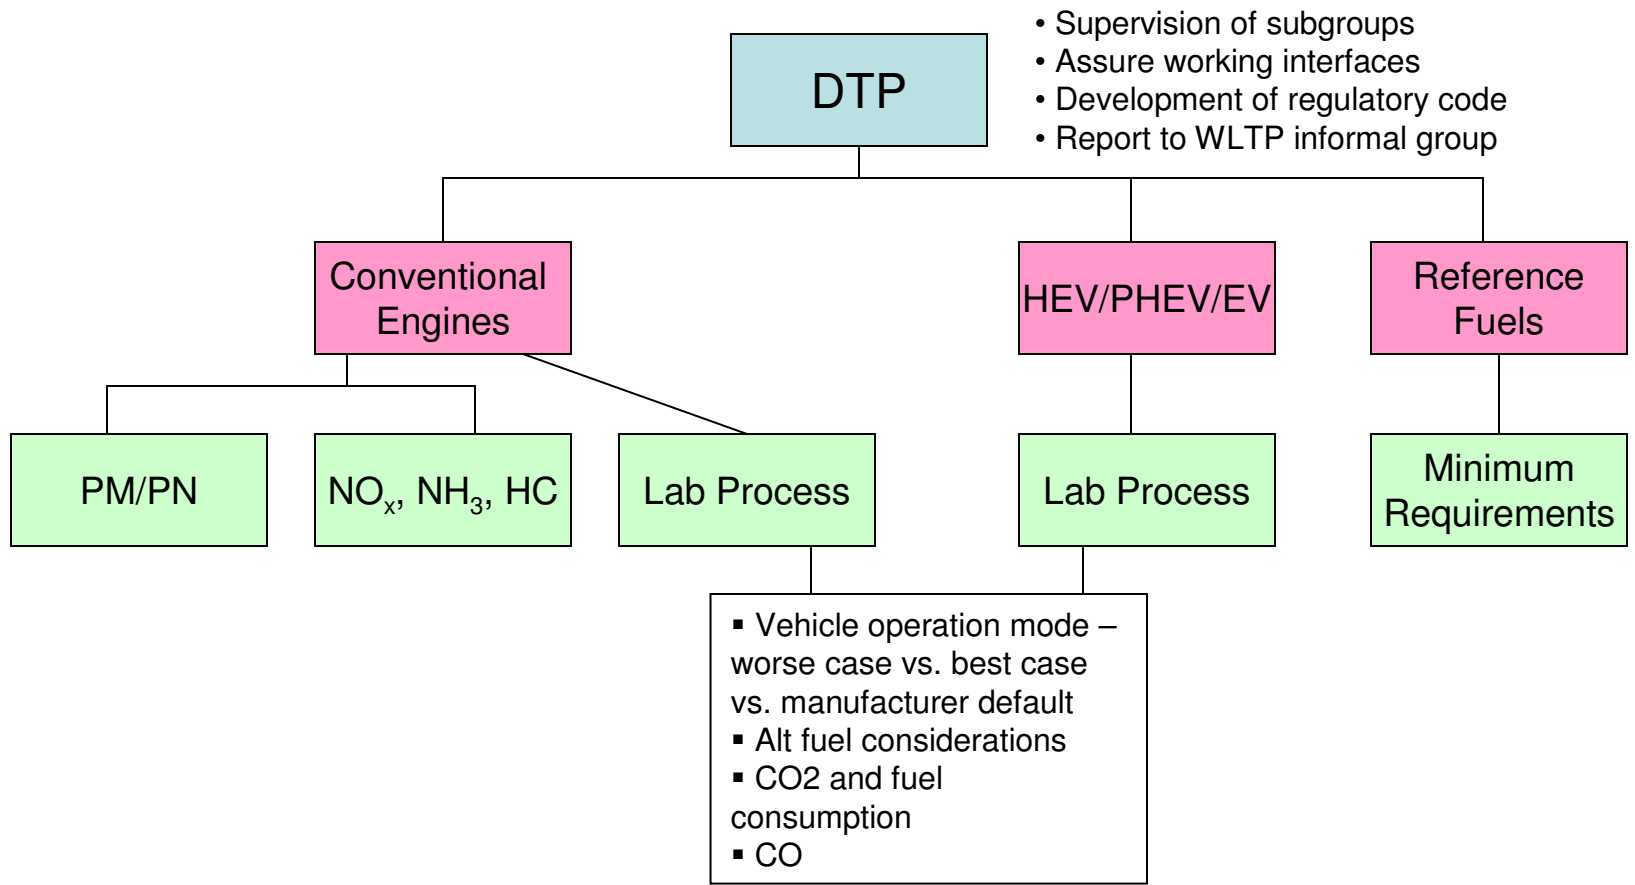 DTP
• Supervision of subgroups
• Assure working interfaces
• Development of regulatory code
• Report to WLTP informal group
Conventional
Engines
HEV/PHEV/EV
Reference
Fuels
PM/PN
NOx, NH3, HC
Lab Process
Lab Process
Minimum
Requirements
▪ Vehicle operation mode –
worse case vs. best case
vs. manufacturer default
▪ Alt fuel considerations
▪ CO2 and fuel
consumption
▪ CO